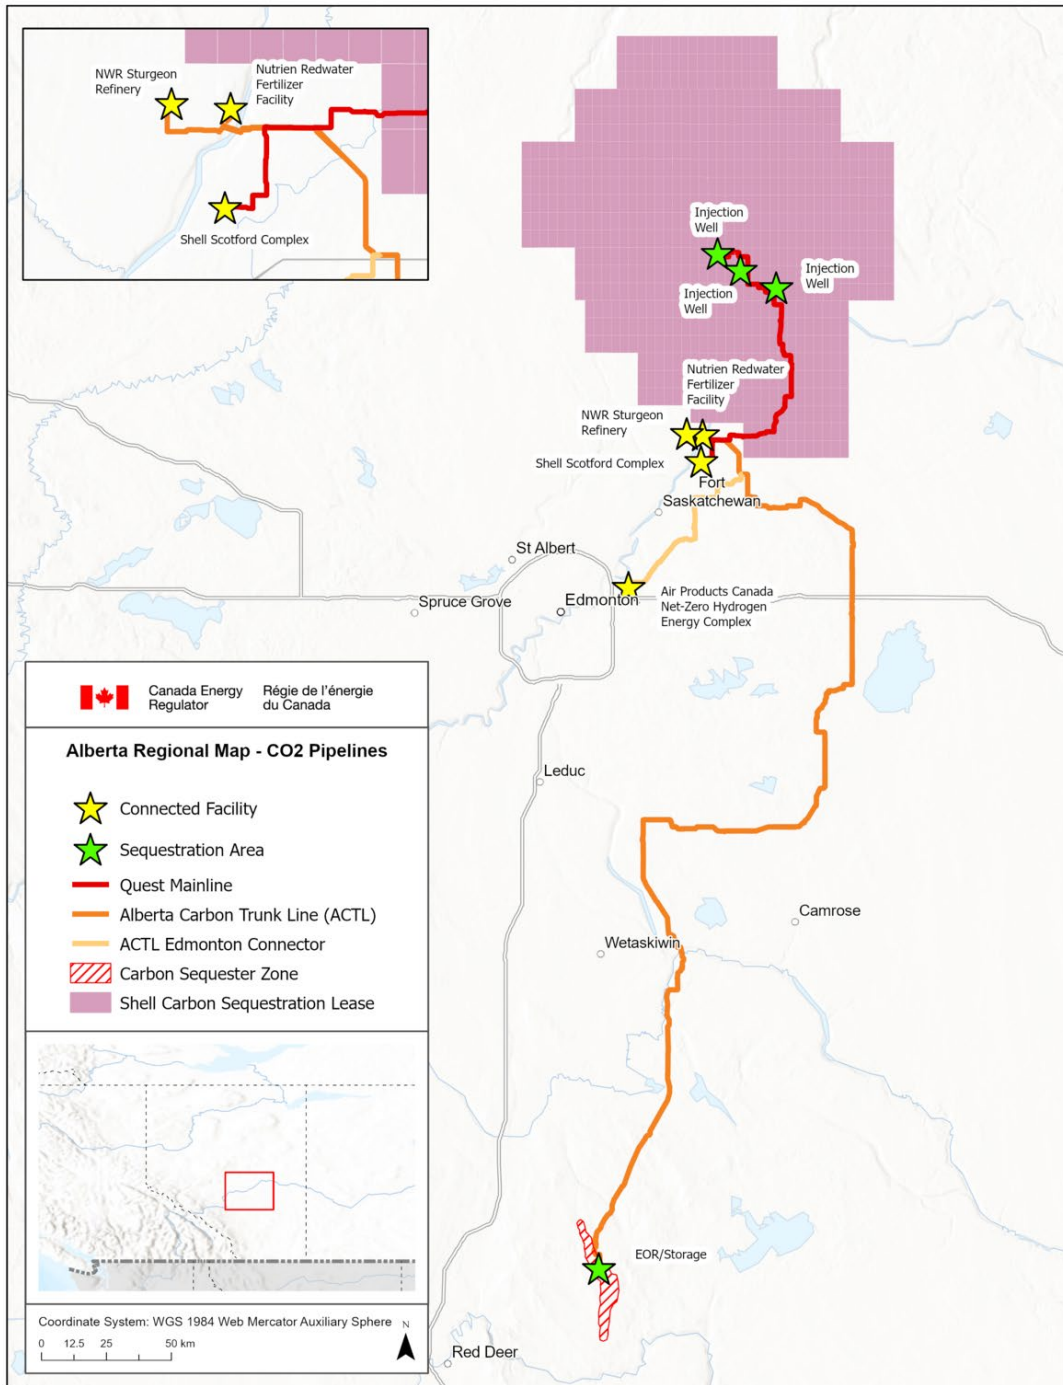 NWR Sturgeon
Refinery
Nutrien Redwater
Fertilizer
Facility
Shell Scotford Complex
Injection
Well
Injection
Well
Injection
Well
Nutrien Redwater
Fertilizer
Facility
NWR Sturgeon
Refinery
Shell Scotford Complex
Fort
Saskatchewan
St Albert
Spruce Grove
Edmonton
Air Products Canada
Net-Zero Hydrogen
Energy Complex
Leduc
Camrose
Wetaskiwin
EOR/Storage
Red Deer
Canada Energy
Regulator
Régie de l'énergie
du Canada
Alberta Regional Map - CO2 Pipelines
Connected Facility
Sequestration Area
Quest Mainline
Alberta Carbon Trunk Line (ACTL)
ACTL Edmonton Connector
Carbon Sequester Zone
Shell Carbon Sequestration Lease
Coordinate System: WGS 1984 Web Mercator Auxiliary Sphere
N
0 12.5 25 50 km